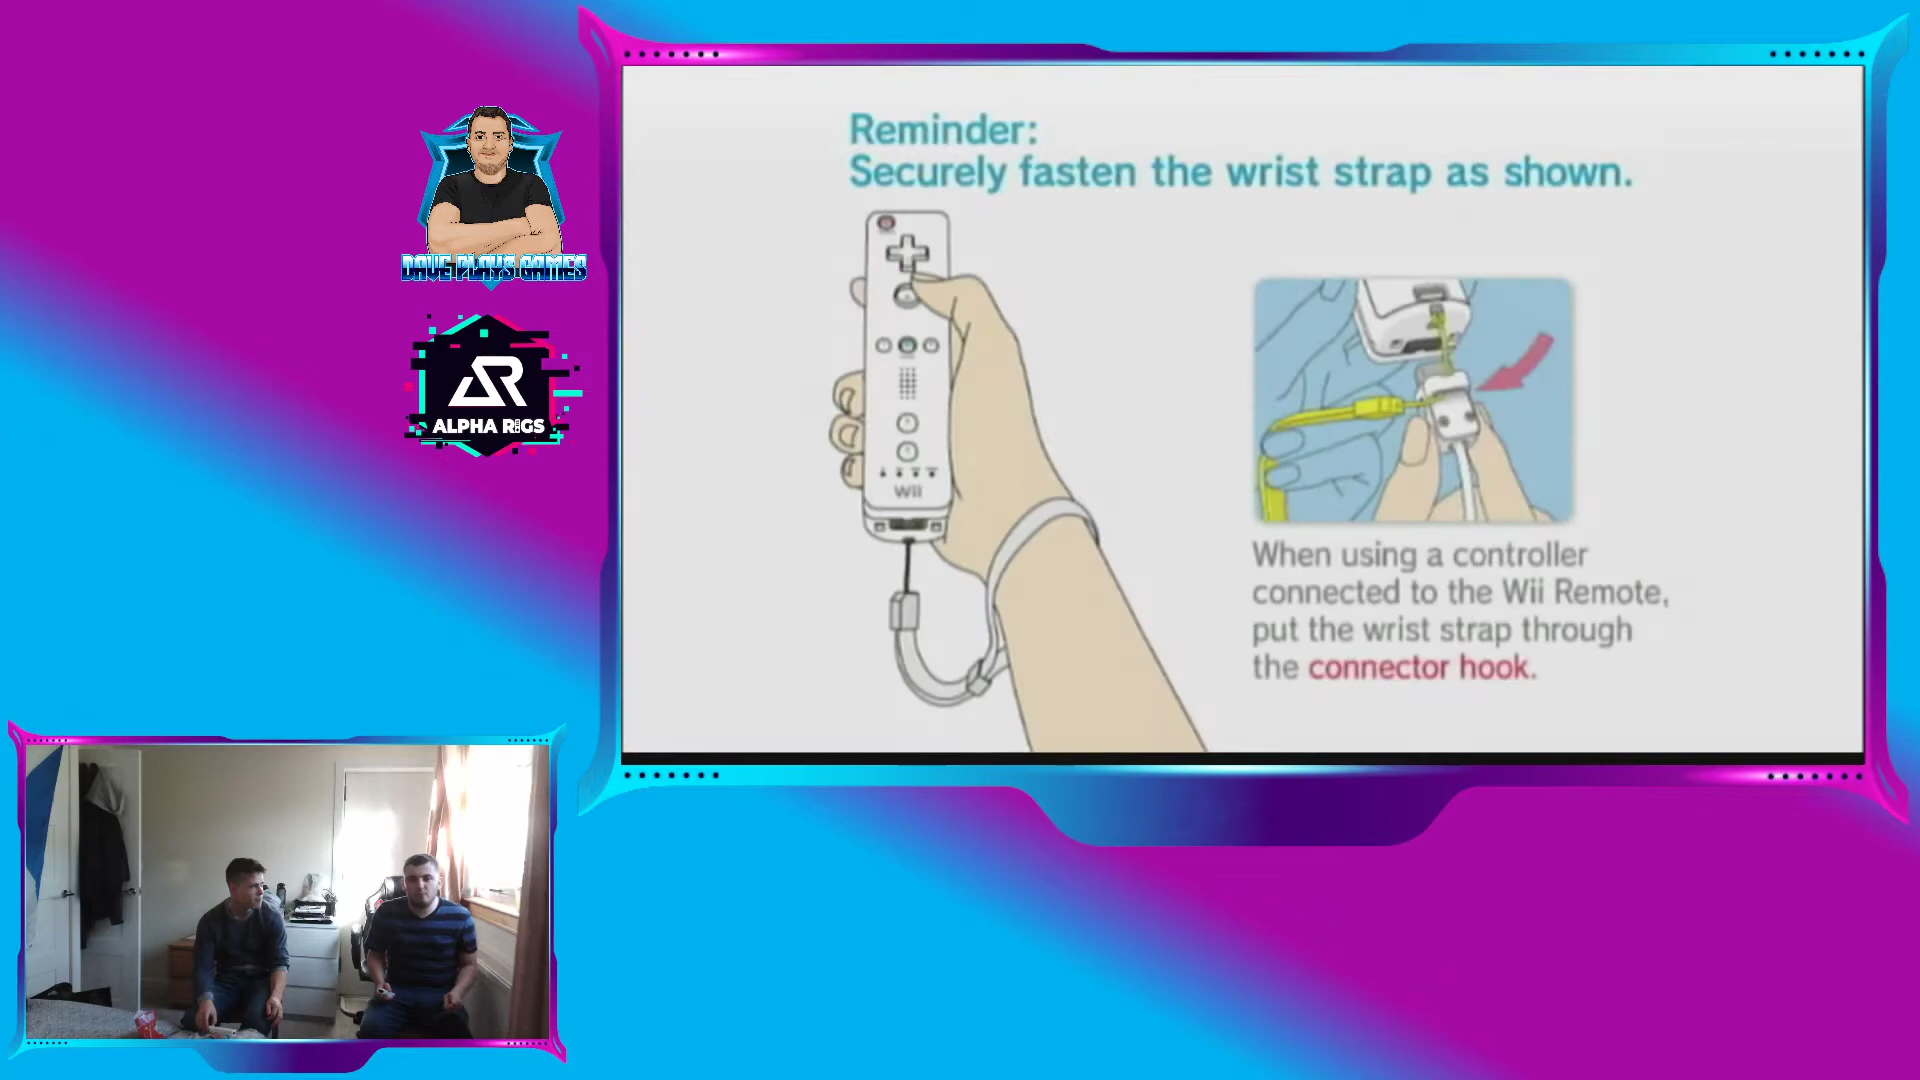 Reminder:
Securely fasten the wrist strap as shown.
Wii
When using a controller
connected to the Wii Remote,
put the wrist strap through
the connector hook.
DAVE PLAYS GAMES
AR
ALPHA RIGS